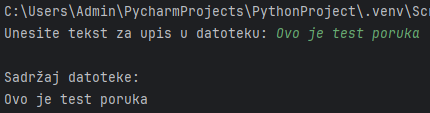 C:\Users\Admin\PycharmProjects\PythonProject\.venv\Scr
Unesite tekst za upis u datoteku: Ovo je test poruka
Sadržaj datoteke:
Ovo je test poruka